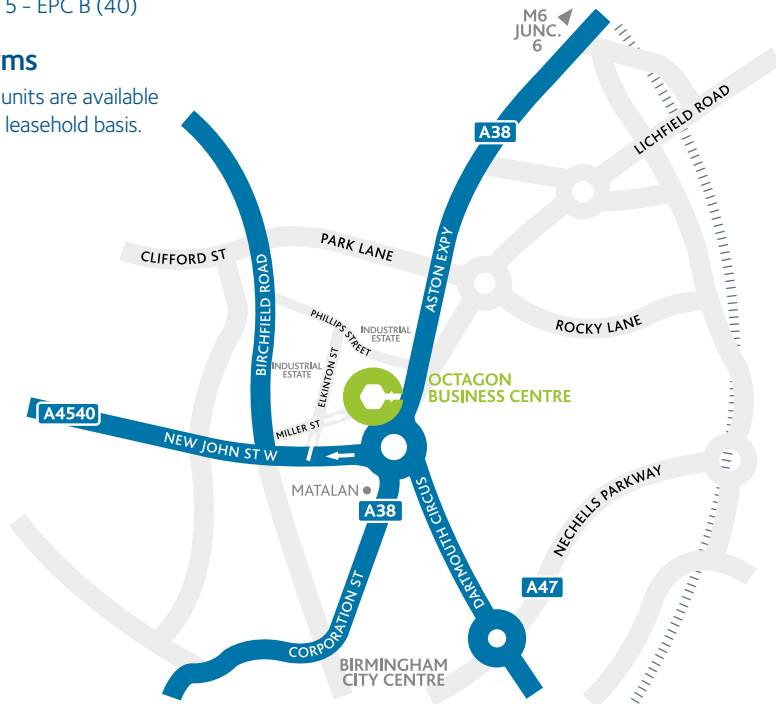 5 – EPC B (40)
ms
units are available
leasehold basis.
M6
JUNC.
6
A38
LICHFIELD ROAD
CLIFFORD ST
PARK LANE
BIRCHFIELD ROAD
ASTON EXPY
PHILLIPS STREET
INDUSTRIAL
ESTATE
ROCKY LANE
INDUSTRIAL
ESTATE
ELKINTON ST
OCTAGON
BUSINESS CENTRE
A4540
MILLER ST
NEW JOHN ST W
MATALAN
A38
DARTMOUTH CIRCUS
NECHELLS PARKWAY
A47
CORPORATION ST
BIRMINGHAM
CITY CENTRE